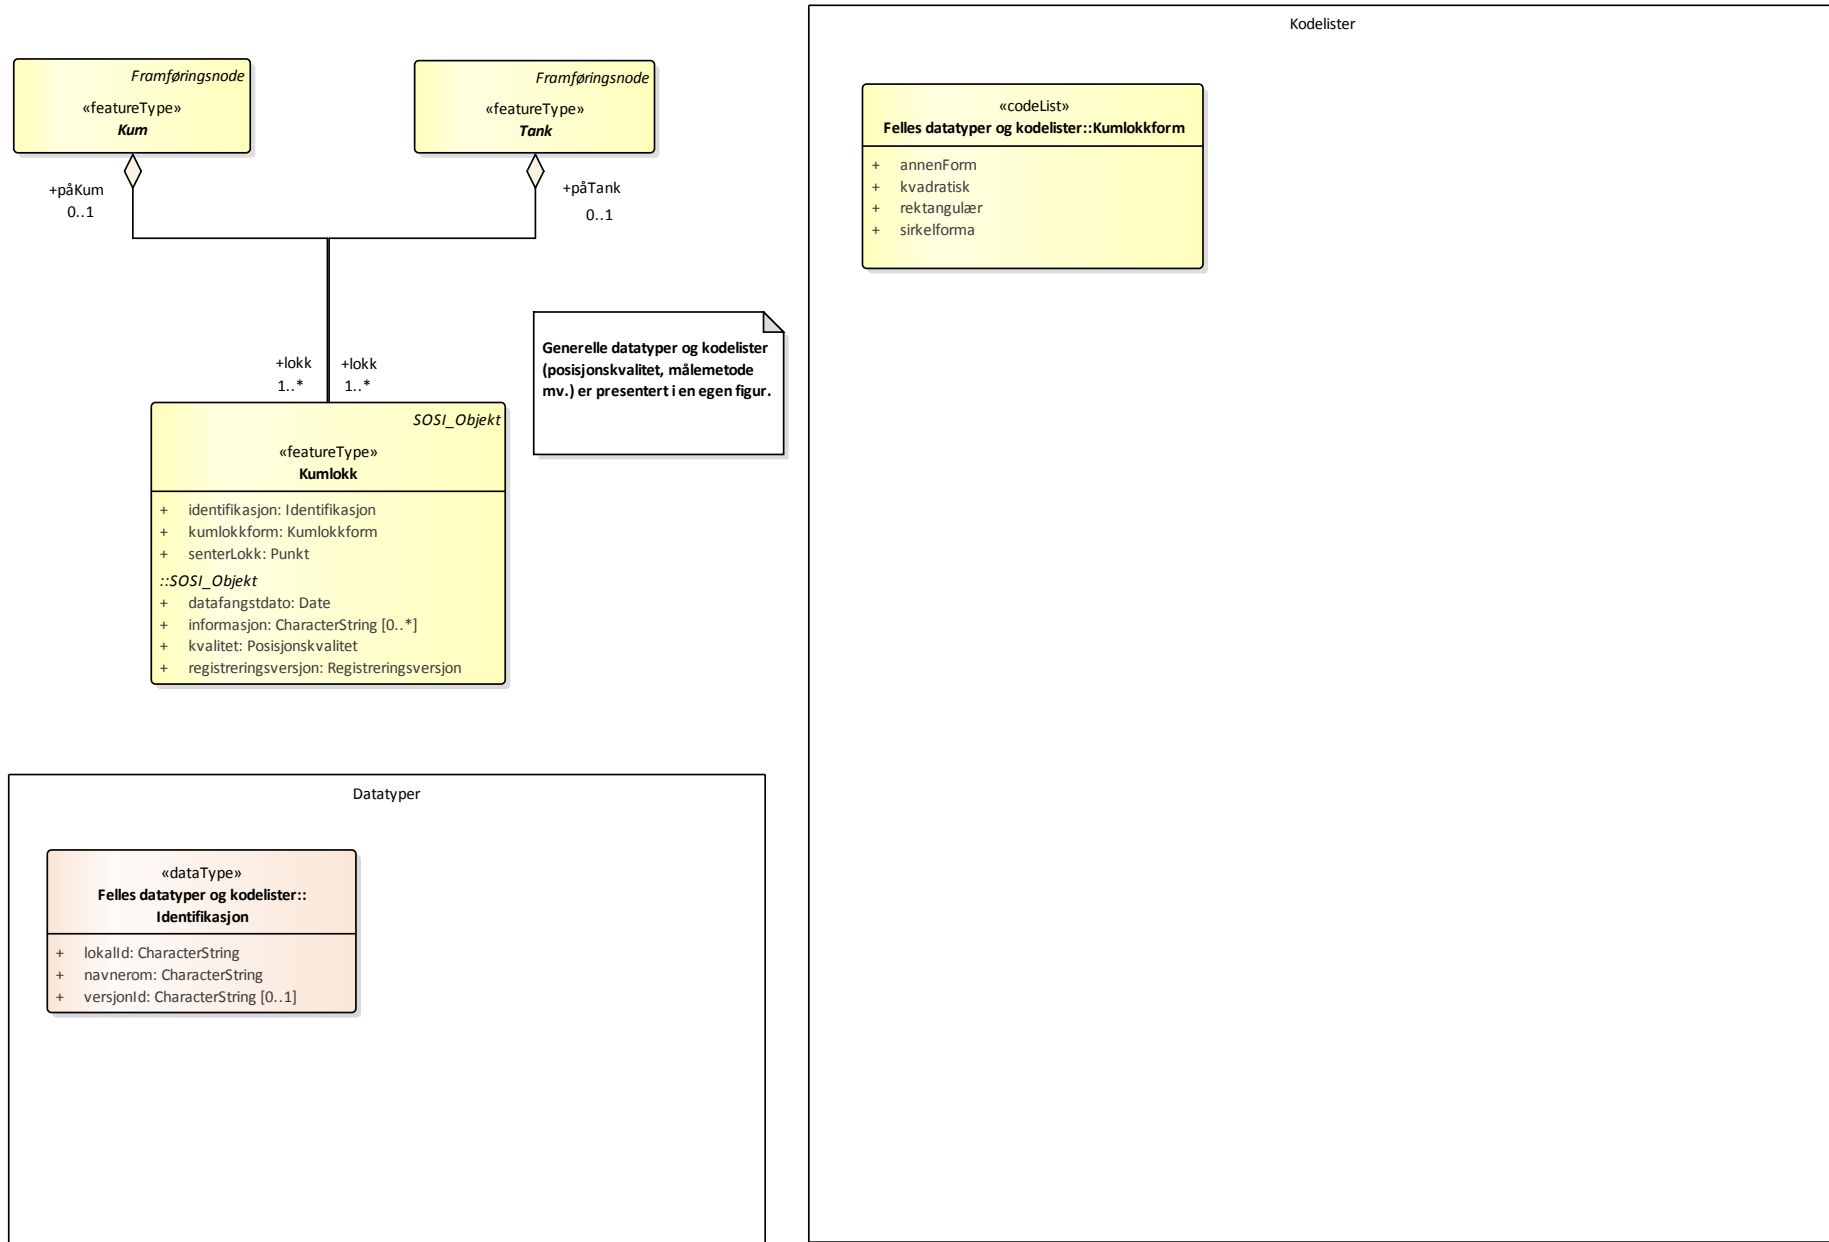 Framføringsnode
«featureType»
Kum
Framføringsnode
«featureType»
Tank
+påKum
0..1
+påTank
0..1
+lokk
1..*
+lokk
1..*
Generelle datatyper og kodelister
(posisjonskvalitet, målemetode
mv.) er presentert i en egen figur.
SOSI_Objekt
«featureType»
Kumlokk
+ identifikasjon: Identifikasjon
+ kumlokkform: Kumlokkform
+ senterLokk: Punkt
::SOSI_Objekt
+ datafangstdato: Date
+ informasjon: CharacterString [0..*]
+ kvalitet: Posisjonskvalitet
+ registreringsversjon: Registreringsversjon
Datatyper
«dataType»
Felles datatyper og kodelister::
Identifikasjon
+ lokalId: CharacterString
+ navnerom: CharacterString
+ versjonId: CharacterString [0..1]
Kodelister
«codeList»
Felles datatyper og kodelister::Kumlokkform
+ annenForm
+ kvadratisk
+ rektangulær
+ sirkelforma